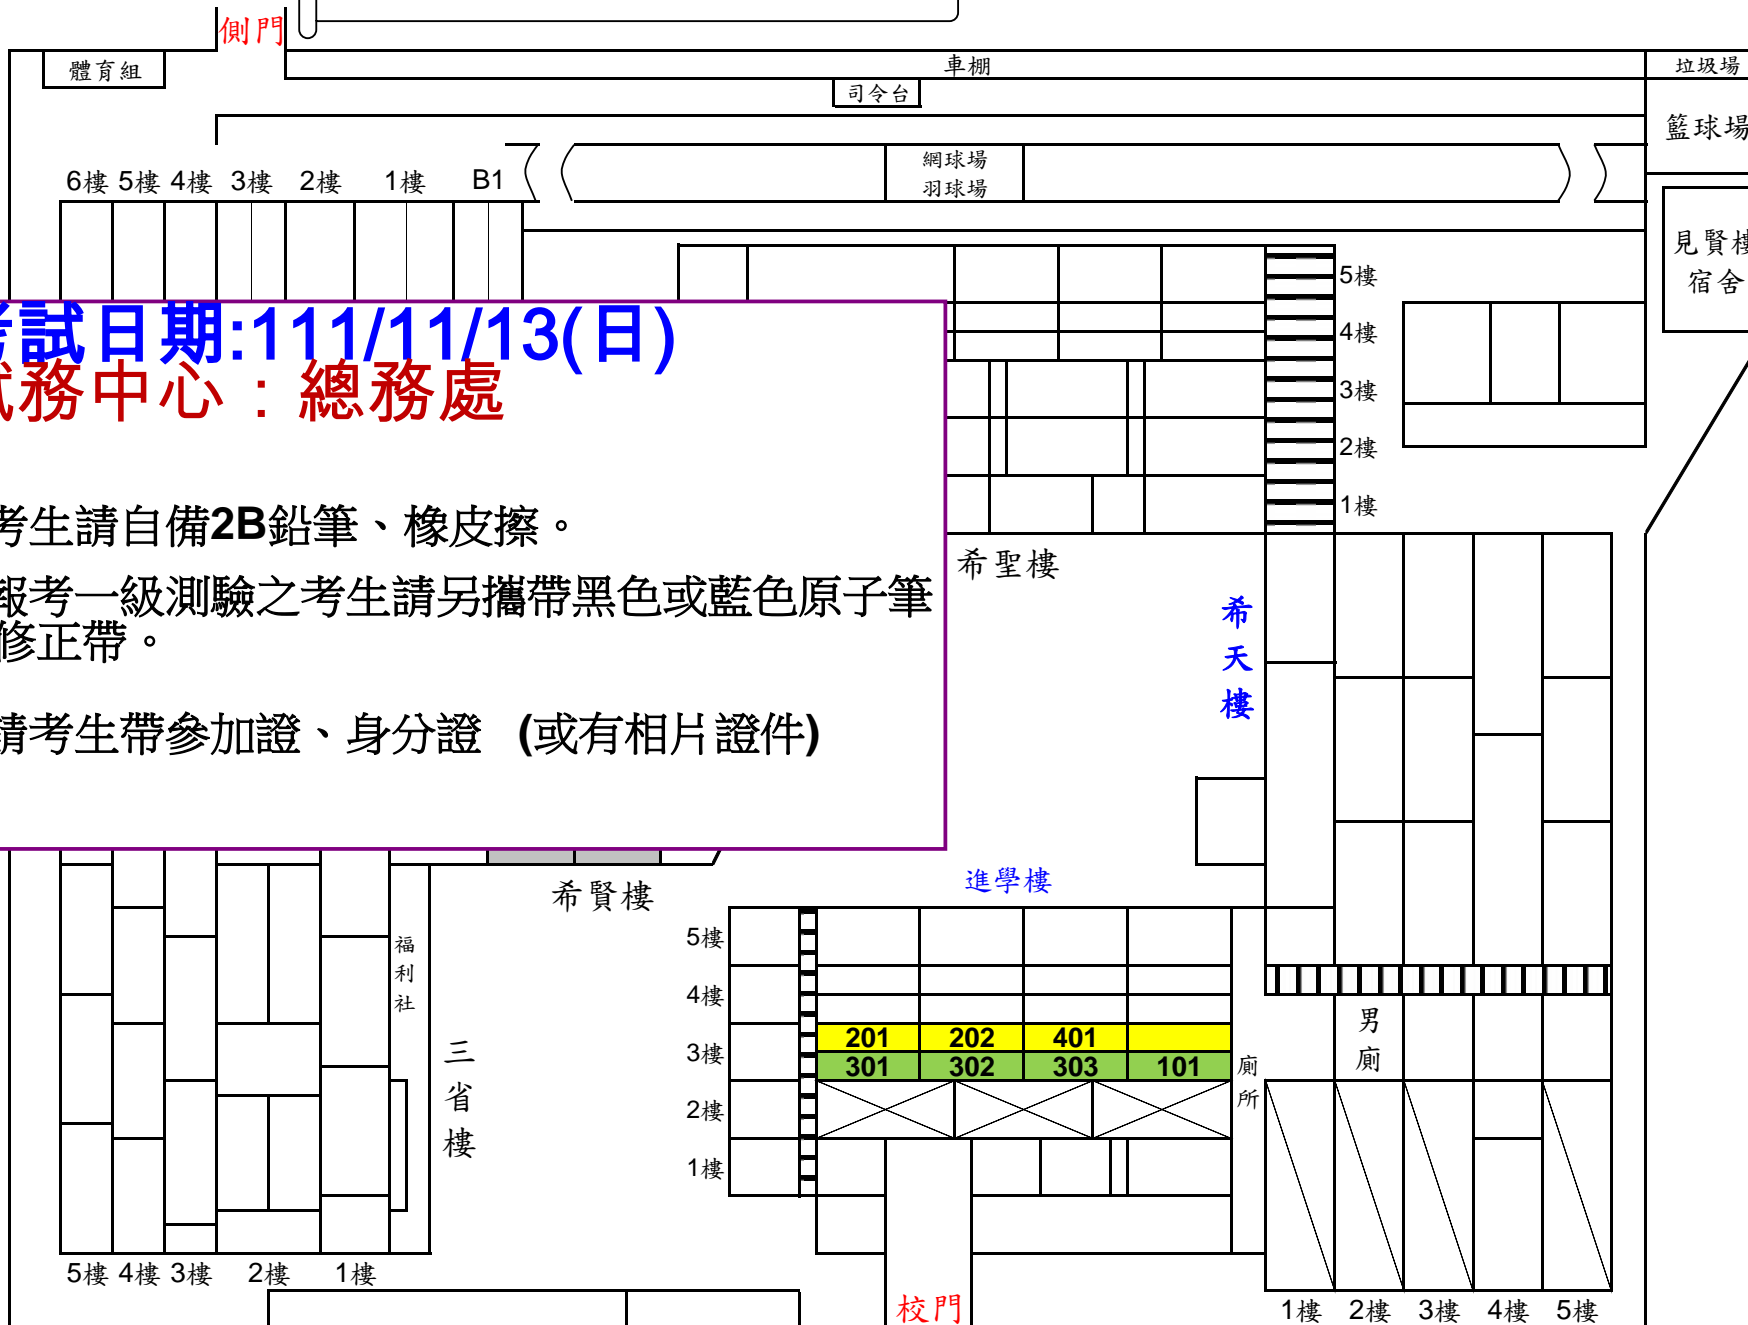 側門
體育組
車棚
垃圾場
司令台
籃球場
網球場
羽球場
6樓 5樓 4樓 3樓 2樓 1樓 B1
見賢樓
宿舍
5樓
4樓
3樓
2樓
1樓
考試日期:111/11/13(日)
試務中心：總務處
考生請自備2B鉛筆、橡皮擦。
報考一級測驗之考生請另攜帶黑色或藍色原子筆
修正帶。
請考生帶參加證、身分證 (或有相片證件)
希聖樓
希天樓
希賢樓
進學樓
福利社
三省樓
5樓
4樓
3樓
2樓
1樓
201 202 401
301 302 303 101
廁所
男廁
5樓 4樓 3樓 2樓 1樓
校門
1樓 2樓 3樓 4樓 5樓